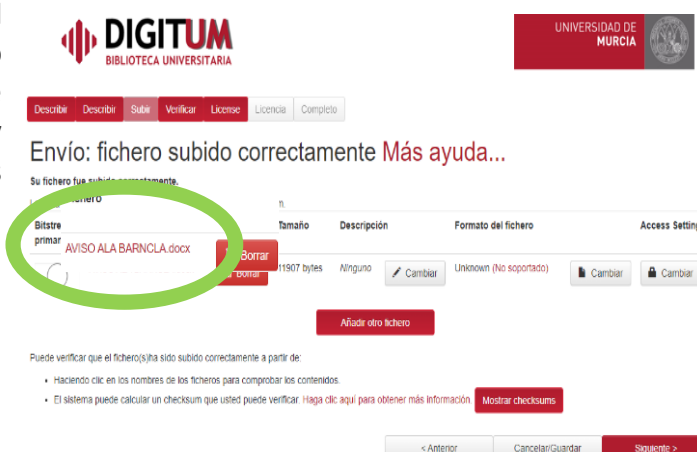 DIGITUM
BIBLIOTECA UNIVERSITARIA
UNIVERSIDAD DE
MURCIA
Describir Describir Subir Verificar License Licencia Completo
Envío: fichero subido correctamente Más ayuda...
Su fichero fue subido correctamente.
Tamaño Descripción Formato del fichero Access Setting
AVISO ALA BARNCLA.docx Borrar
Borrar 11907 bytes Ninguno Cambiar Unknown (No soportado) Cambiar Cambiar
Añadir otro fichero
Puede verificar que el fichero(s)ha sido subido correctamente a partir de:
• Haciendo clic en los nombres de los ficheros para comprobar los contenidos.
• El sistema puede calcular un checksum que usted puede verificar. Haga clic aquí para obtener más información. Mostrar checksums
< Anterior Cancelar/Guardar Siguiente >